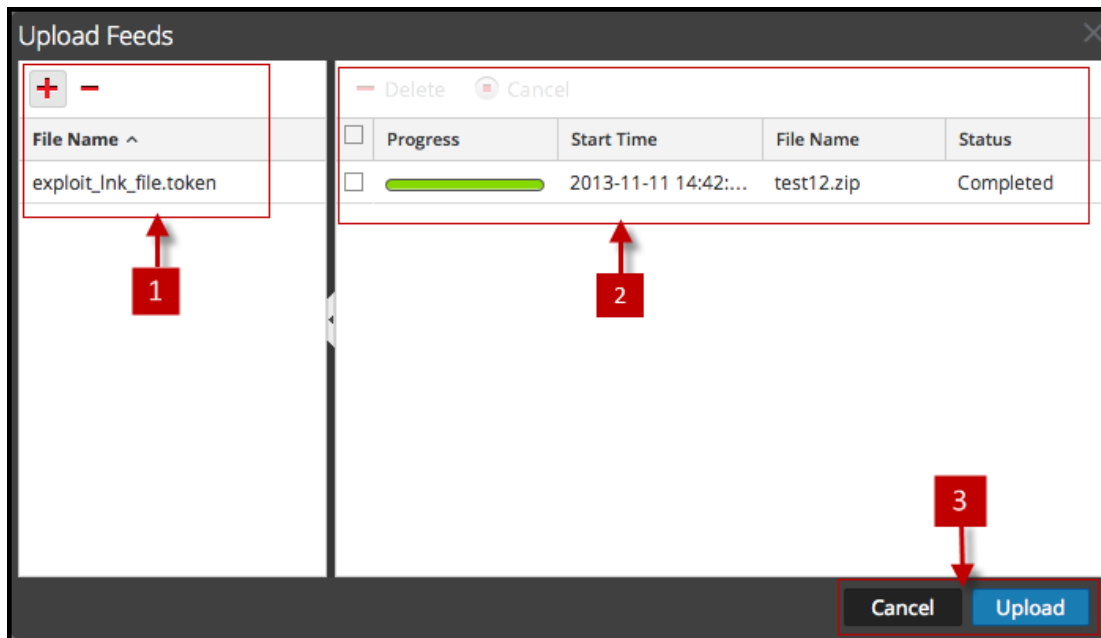 Upload Feeds
Delete Cancel
File Name
Progress Start Time File Name Status
exploit_lnk_file.token
2013-11-11 14:42:... test12.zip Completed
1
2
3
Cancel Upload